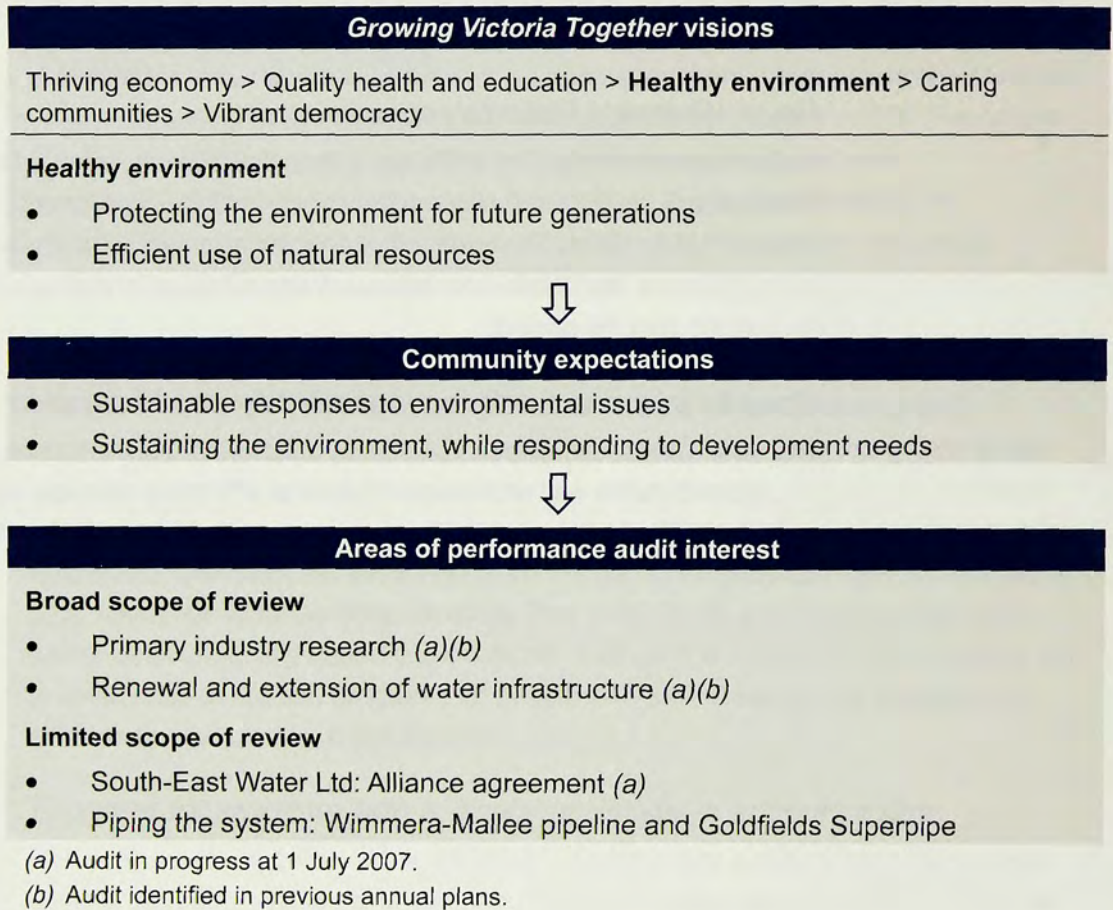 Growing Victoria Together visions
Thriving economy > Quality health and education > Healthy environment > Caring
communities > Vibrant democracy
Healthy environment
• Protecting the environment for future generations
• Efficient use of natural resources
Community expectations
• Sustainable responses to environmental issues
• Sustaining the environment, while responding to development needs
Areas of performance audit interest
Broad scope of review
• Primary industry research (a)(b)
• Renewal and extension of water infrastructure (a)(b)
Limited scope of review
• South-East Water Ltd: Alliance agreement (a)
• Piping the system: Wimmera-Mallee pipeline and Goldfields Superpipe
(a) Audit in progress at 1 July 2007.
(b) Audit identified in previous annual plans.